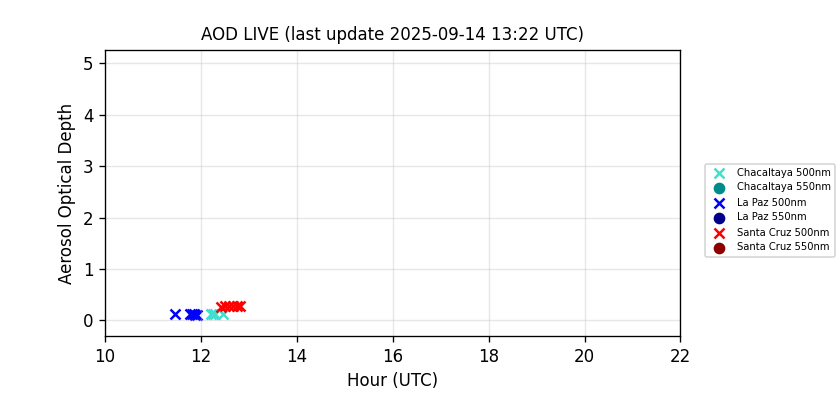 AOD LIVE (last update 2025-09-14 13:22 UTC)
5
4
3
2
1
0
Aerosol Optical Depth
10 12 14 16 18 20 22
Hour (UTC)
Chacaltaya 500nm
Chacaltaya 550nm
La Paz 500nm
La Paz 550nm
Santa Cruz 500nm
Santa Cruz 550nm